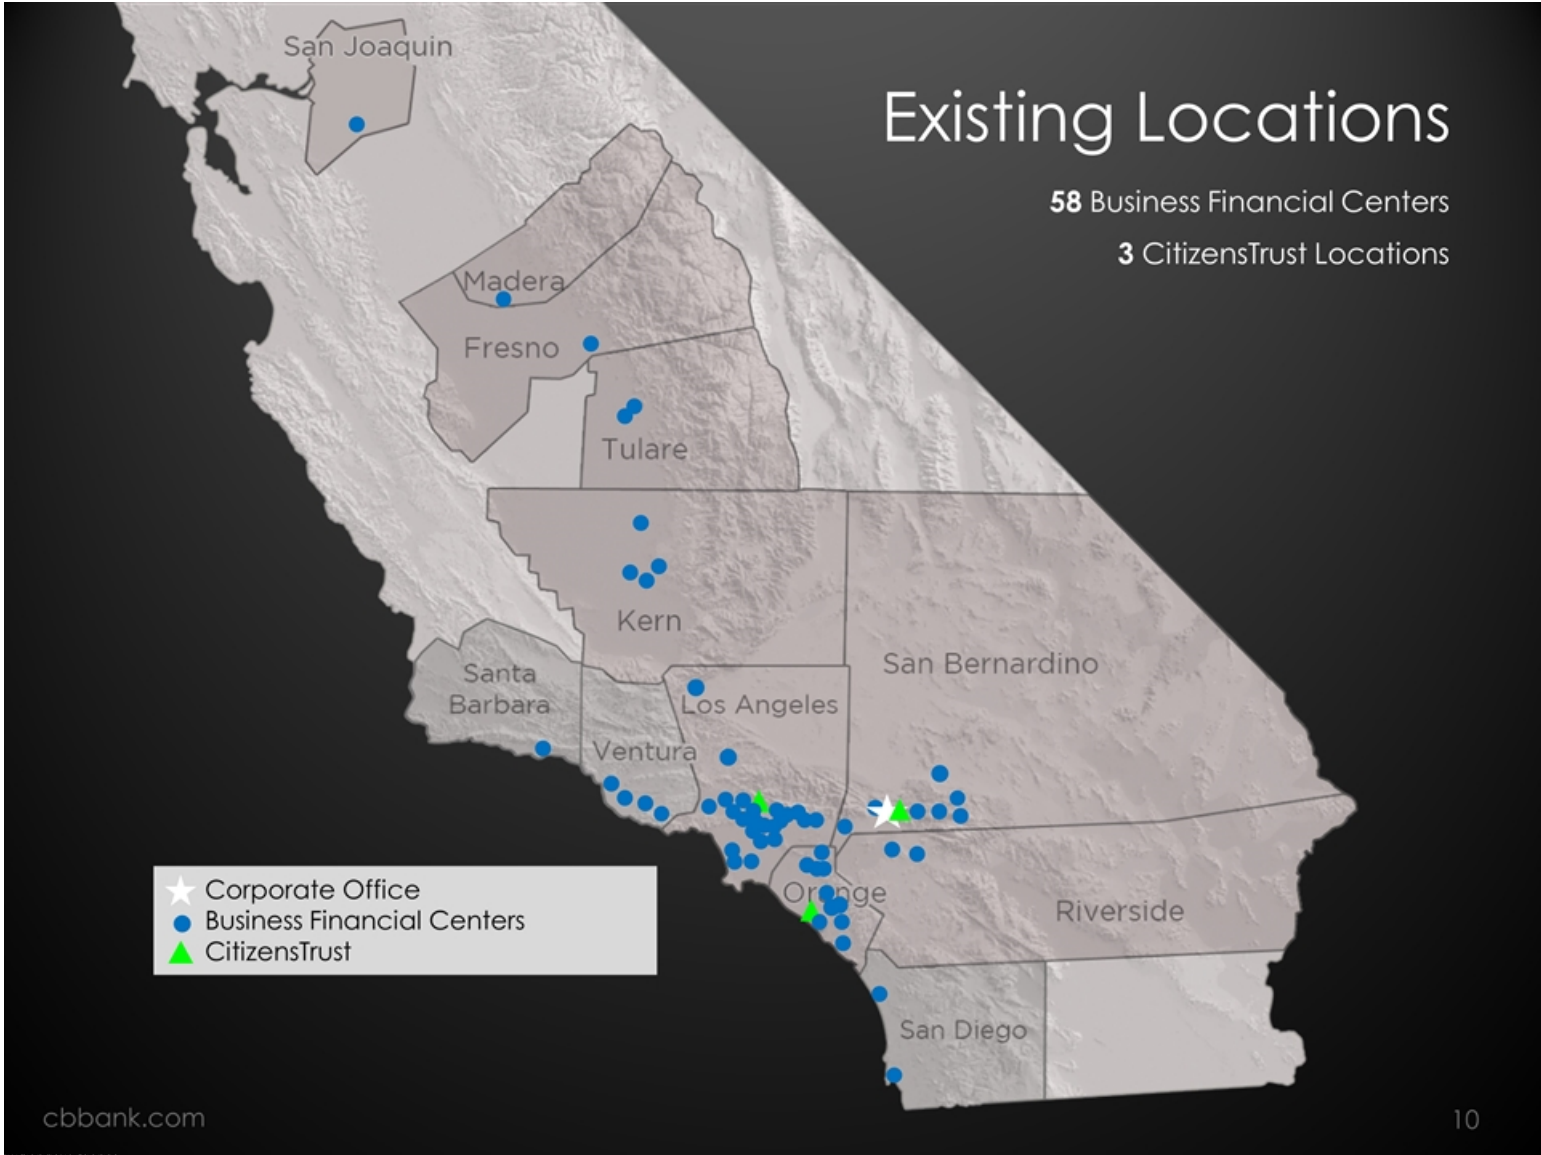 San Joaquin
Existing Locations
58 Business Financial Centers
3 CitizensTrust Locations
Madera
Fresno
Tulare
Kern
San Bernardino
Santa
Barbara
Los Angeles
Ventura
Corporate Office
Business Financial Centers
CitizensTrust
Orange
Riverside
San Diego
cbbank.com
10